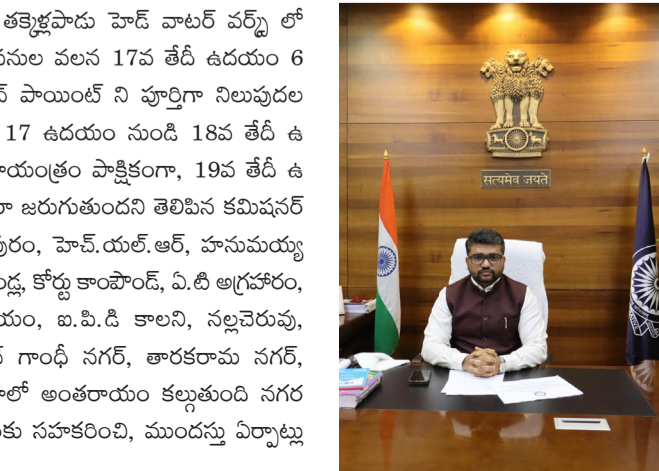 తక్కెళ్లపాడు హెడ్ వాటర్ వర్క్స్ లో
వలన 17వ తేదీ ఉదయం 6
పాయింట్ ని పూర్తిగా నిలుపుదల
17 ఉదయం నుండి 18వ తేదీ ఉ
పాక్షికంగా, 19వ తేదీ ఉ
జరుగుతుందని తెలిపిన కమిషనర్
హెచ్.యల్.ఆర్, హనుమయ్య
కోర్టు కాంపౌండ్, ఏ.టి అగ్రహారం,
ఐ.పి.డి కాలని, నల్లచెరువు,
గాంధీ నగర్, తారకరామ నగర్,
అంతరాయం కల్గుతుంది నగర
సహకరించి, ముందస్తు ఏర్పాట్లు
सत्यमेव जयते